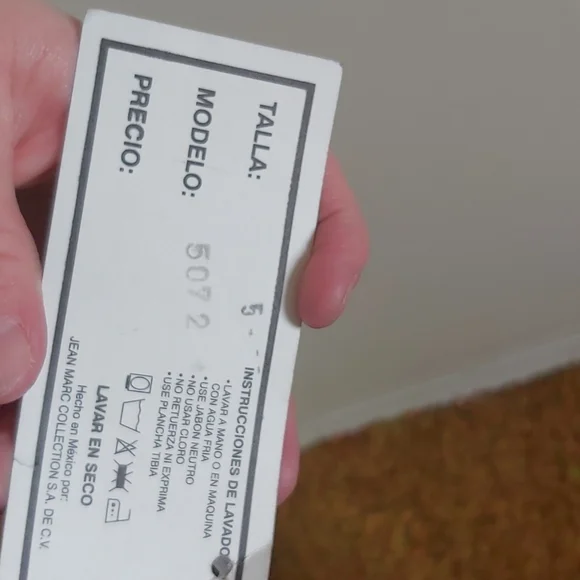 TALLA: 5
MODELO: 5072
PRECIO:
INSTRUCCIONES DE LAVADO
•LAVAR A MANO O EN MAQUINA
CON AGUA FRIA
•USE JABON NEUTRO
•NO USAR CLORO
•NO RETUERZA NI EXPRIMA
•USE PLANCHA TIBIA
LAVAR EN SECO
Hecho en México por:
JEAN MARC COLLECTION S.A. DE C.V.